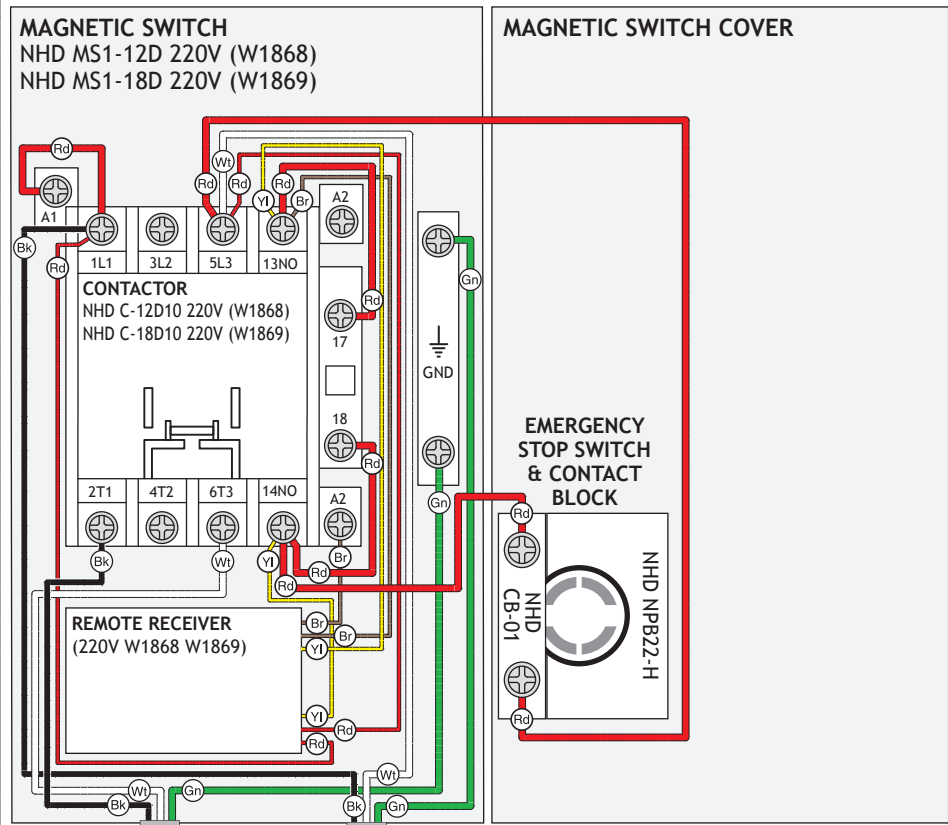 MAGNETIC SWITCH
NHD MS1-12D 220V (W1868)
NHD MS1-18D 220V (W1869)
MAGNETIC SWITCH COVER
Rd
Wt
Rd
Rd
Yl
Rd
Br
A1
A2
Bk
Rd
1L1
3L2
5L3
13NO
Gn
CONTACTOR
NHD C-12D10 220V (W1868)
NHD C-18D10 220V (W1869)
Rd
17
GND
18
Rd
EMERGENCY
STOP SWITCH
& CONTACT
BLOCK
2T1
4T2
6T3
14NO
A2
Gn
Rd
Bk
Wt
Yl
Br
Rd
Rd
NHD
CB-01
NHD NPB22-H
REMOTE RECEIVER
(220V W1868 W1869)
Br
Br
Yl
Yl
Rd
Rd
Rd
Wt
Wt
Gn
Bk
Bk
Gn